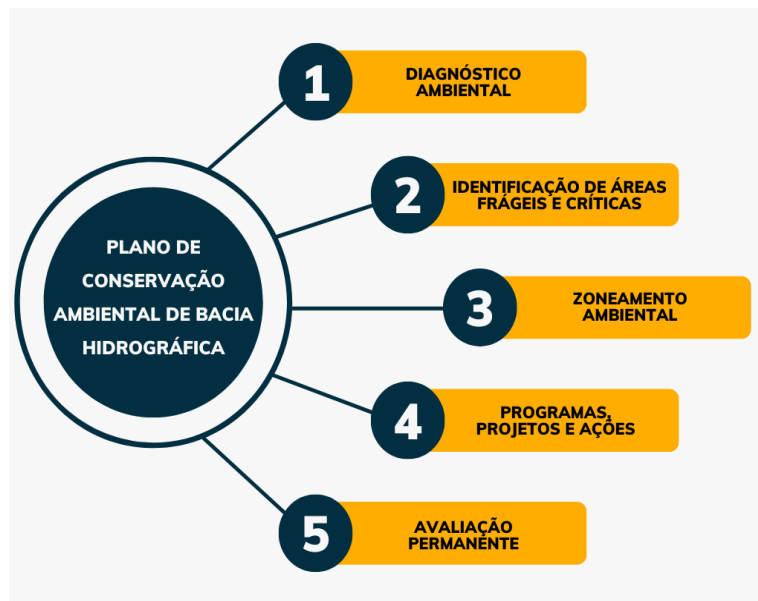 PLANO DE
CONSERVAÇÃO
AMBIENTAL DE BACIA
HIDROGRÁFICA
1
DIAGNÓSTICO
AMBIENTAL
2
IDENTIFICAÇÃO DE ÁREAS
FRÁGEIS E CRÍTICAS
3
ZONEAMENTO
AMBIENTAL
4
PROGRAMAS,
PROJETOS E AÇÕES
5
AVALIAÇÃO
PERMANENTE